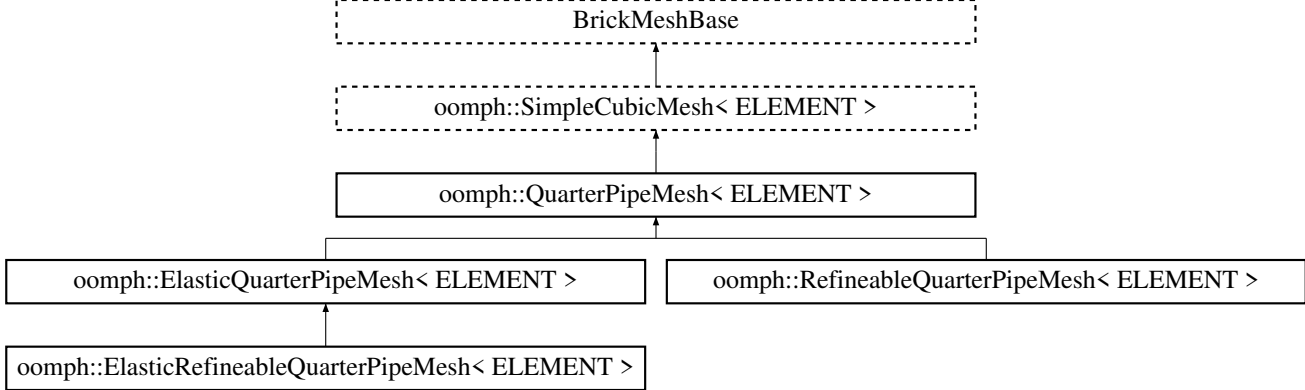 BrickMeshBase
oomph::SimpleCubicMesh< ELEMENT >
oomph::QuarterPipeMesh< ELEMENT >
oomph::ElasticQuarterPipeMesh< ELEMENT >
oomph::RefineableQuarterPipeMesh< ELEMENT >
oomph::ElasticRefineableQuarterPipeMesh< ELEMENT >